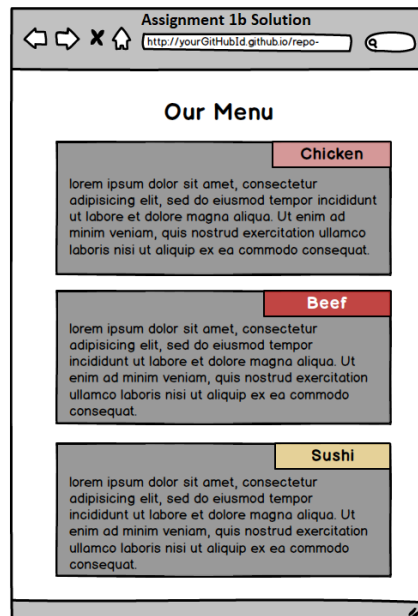 Assignment 1b Solution
http://yourGitHubId.github.io/repo-
Our Menu
Chicken
lorem ipsum dolor sit amet, consectetur
adipisicing elit, sed do eiusmod tempor incididunt
ut labore et dolore magna aliqua. Ut enim ad
minim veniam, quis nostrud exercitation ullamco
laboris nisi ut aliquip ex ea commodo consequat.
Beef
lorem ipsum dolor sit amet, consectetur
adipisicing elit, sed do eiusmod tempor
incididunt ut labore et dolore magna aliqua. Ut
enim ad minim veniam, quis nostrud exercitation
ullamco laboris nisi ut aliquip ex ea commodo
consequat.
Sushi
lorem ipsum dolor sit amet, consectetur
adipisicing elit, sed do eiusmod tempor
incididunt ut labore et dolore magna aliqua. Ut
enim ad minim veniam, quis nostrud exercitation
ullamco laboris nisi ut aliquip ex ea commodo
consequat.